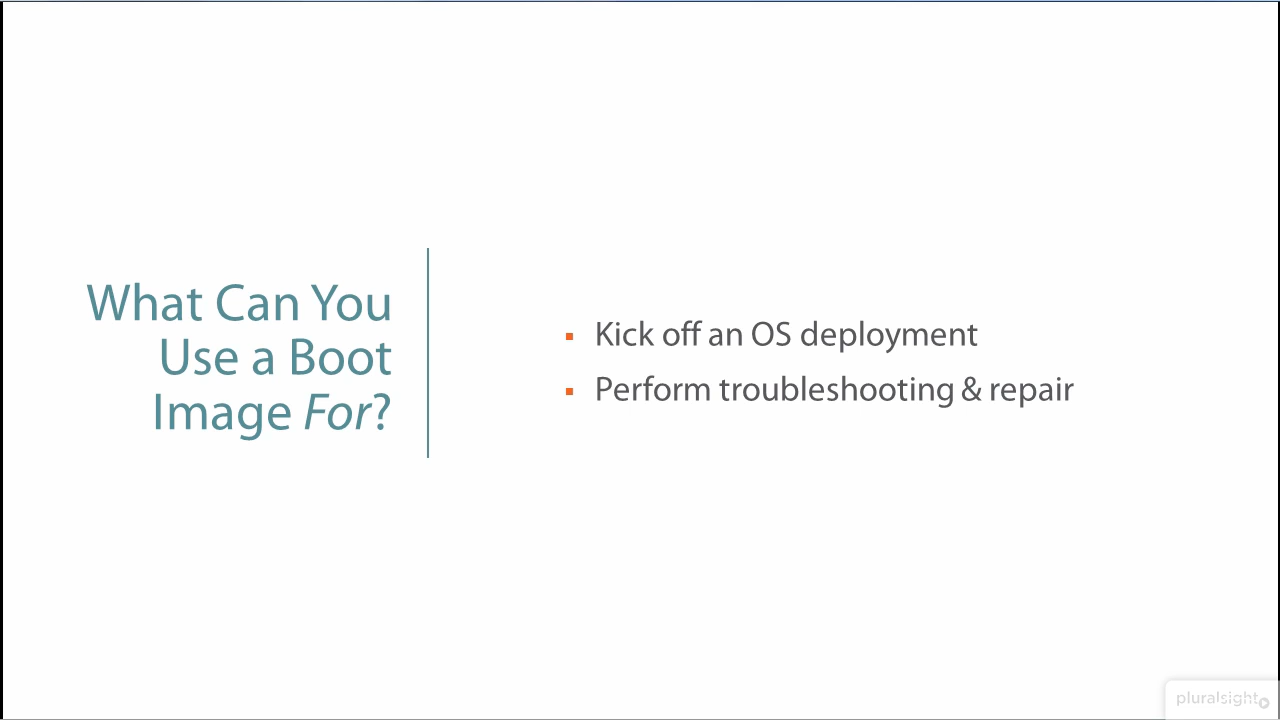 What Can You
Use a Boot
Image For?
Kick off an OS deployment
Perform troubleshooting & repair
pluralsight